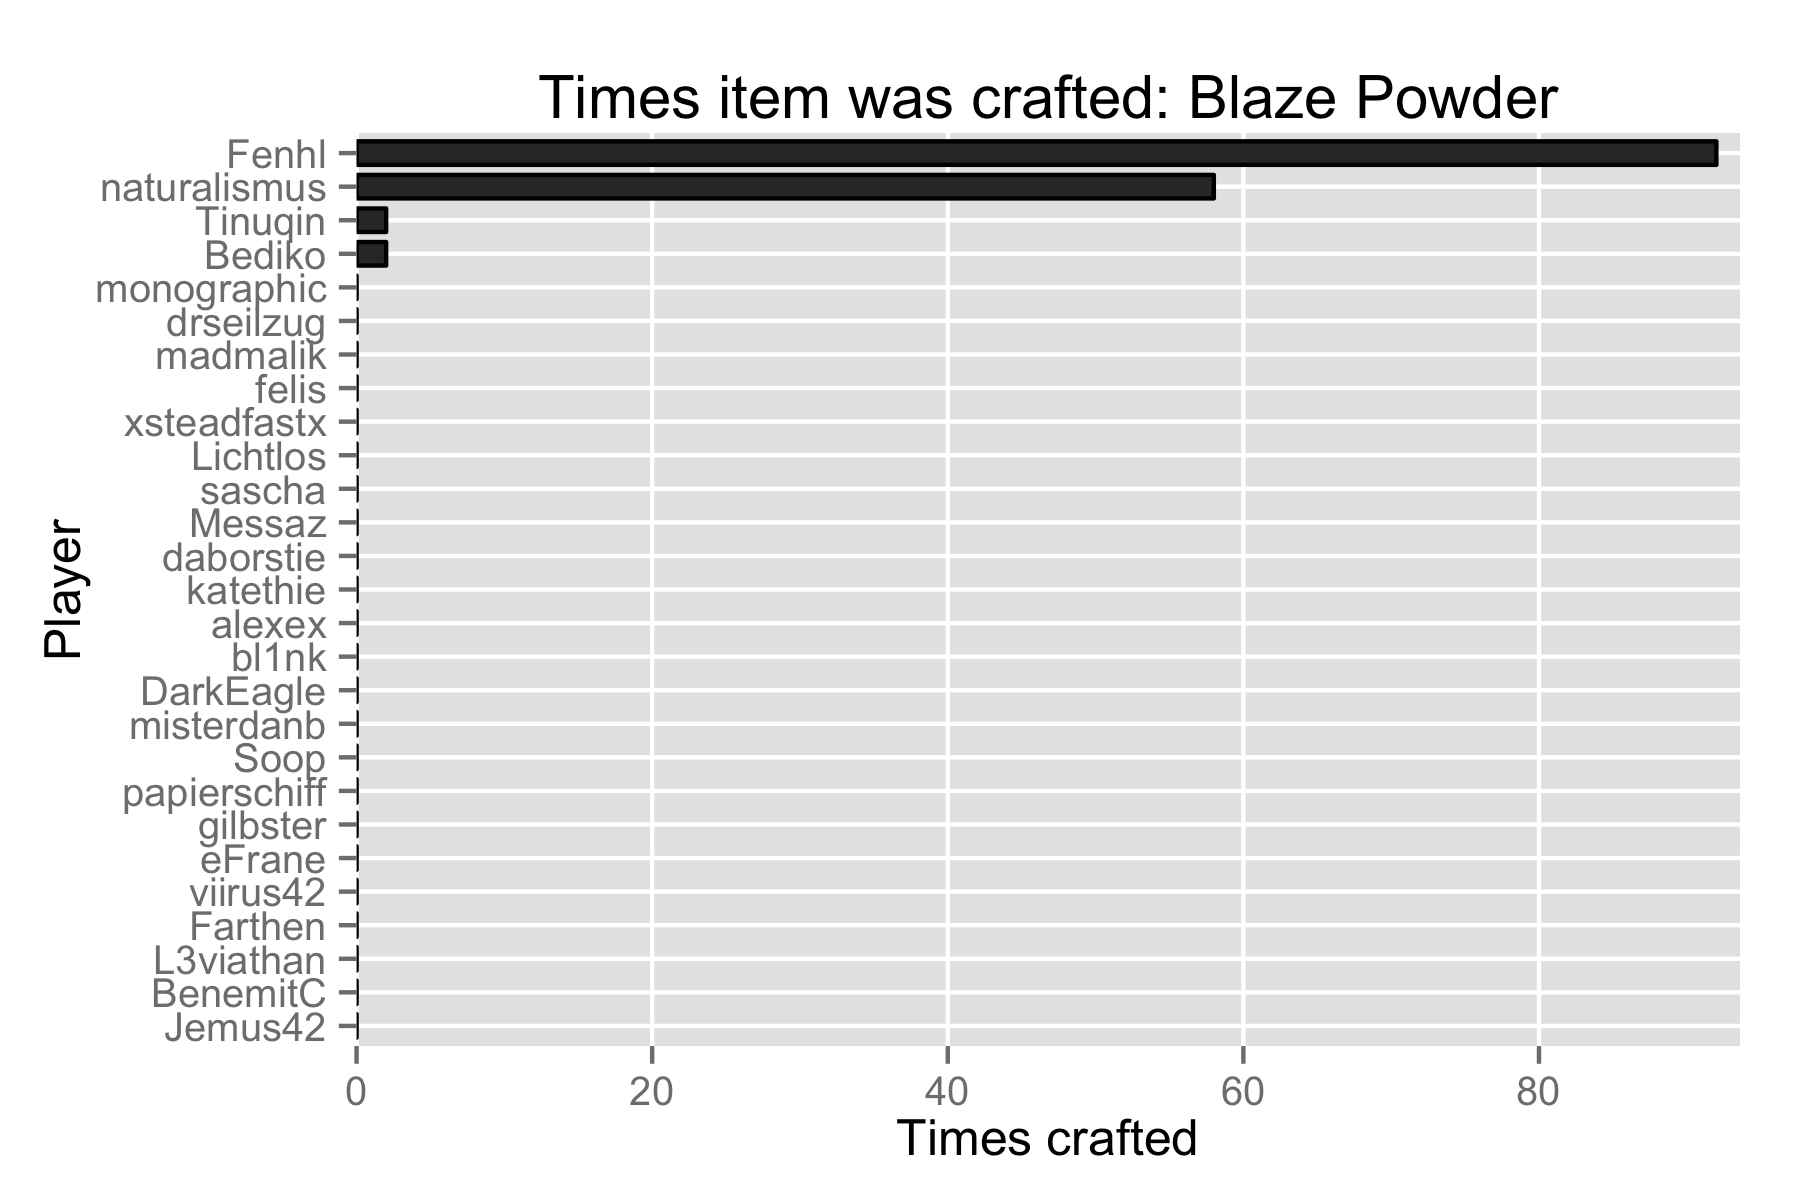 Times item was crafted: Blaze Powder
Fenhl
naturalismus
Tinuqin
Bediko
monographic
drseilzug
madmalik
felis
xsteadfastx
Lichtlos
sascha
Messaz
daborstie
katethie
alexex
bl1nk
DarkEagle
misterdanb
Soop
papierschiff
gilbster
eFrane
viirus42
Farthen
L3viathan
BenemitC
Jemus42
Player
0 20 40 60 80
Times crafted